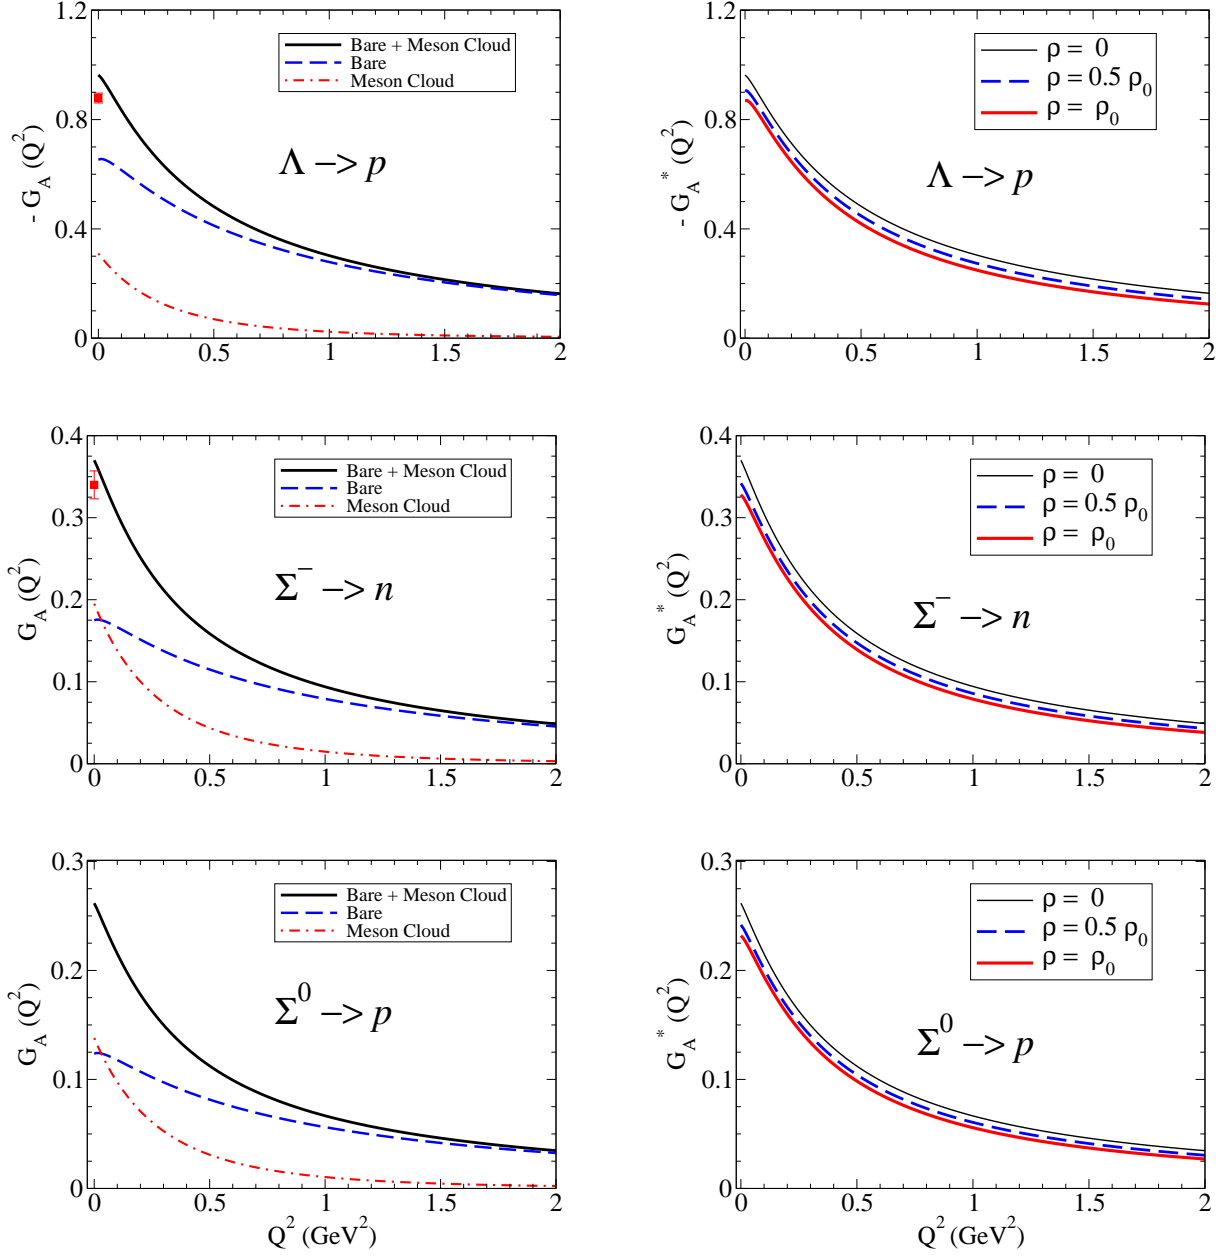 1.2
0.8
0.4
0
- G_A (Q^2)
Bare + Meson Cloud
Bare
Meson Cloud
Λ −> p
0 0.5 1 1.5 2
1.2
0.8
0.4
0
- G_A^* (Q^2)
ρ = 0
ρ = 0.5 ρ_0
ρ = ρ_0
Λ −> p
0 0.5 1 1.5 2
0.4
0.3
0.2
0.1
0
G_A (Q^2)
Bare + Meson Cloud
Bare
Meson Cloud
Σ^− −> n
0 0.5 1 1.5 2
0.4
0.3
0.2
0.1
0
G_A^* (Q^2)
ρ = 0
ρ = 0.5 ρ_0
ρ = ρ_0
Σ^− −> n
0 0.5 1 1.5 2
0.3
0.2
0.1
0
G_A (Q^2)
Bare + Meson Cloud
Bare
Meson Cloud
Σ^0 −> p
0 0.5 1 1.5 2
Q^2 (GeV^2)
0.3
0.2
0.1
0
G_A^* (Q^2)
ρ = 0
ρ = 0.5 ρ_0
ρ = ρ_0
Σ^0 −> p
0 0.5 1 1.5 2
Q^2 (GeV^2)